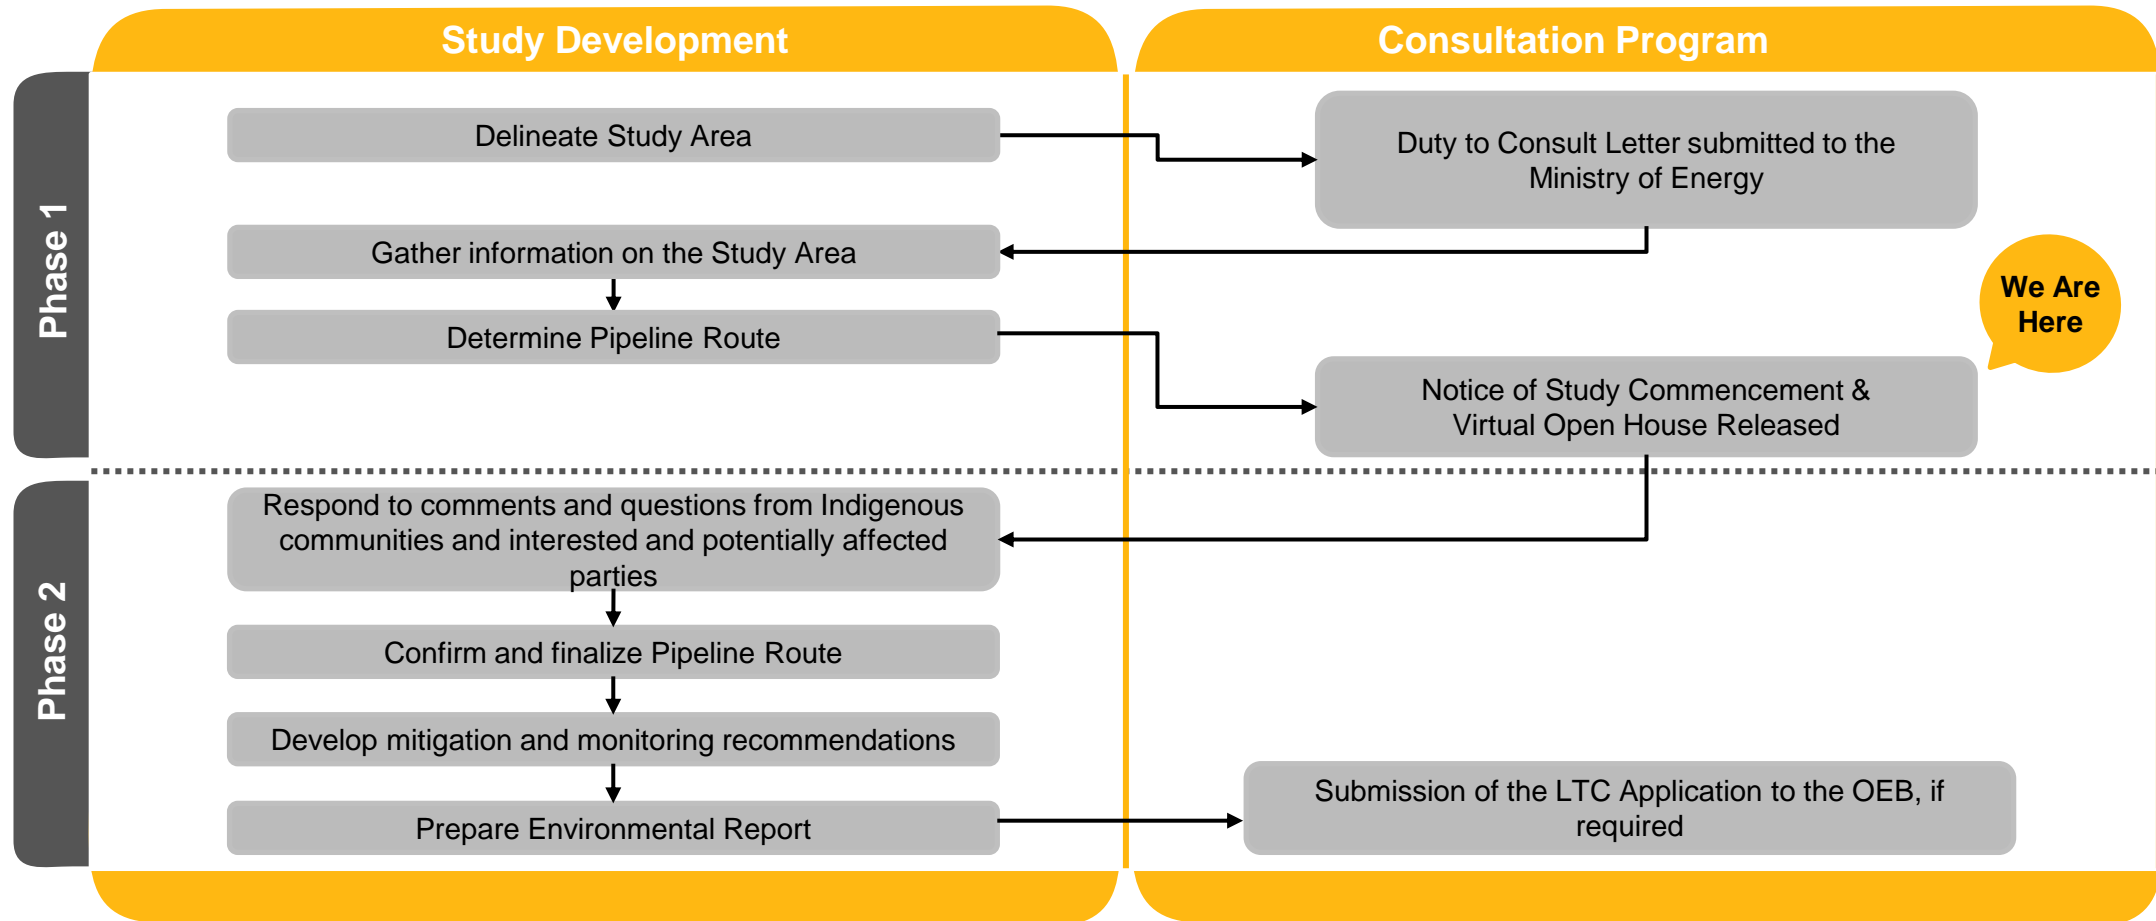 Study Development
Consultation Program
Phase 1
Delineate Study Area
Duty to Consult Letter submitted to the
Ministry of Energy
Gather information on the Study Area
We Are
Here
Determine Pipeline Route
Notice of Study Commencement &
Virtual Open House Released
Phase 2
Respond to comments and questions from Indigenous
communities and interested and potentially affected
parties
Confirm and finalize Pipeline Route
Develop mitigation and monitoring recommendations
Prepare Environmental Report
Submission of the LTC Application to the OEB, if
required